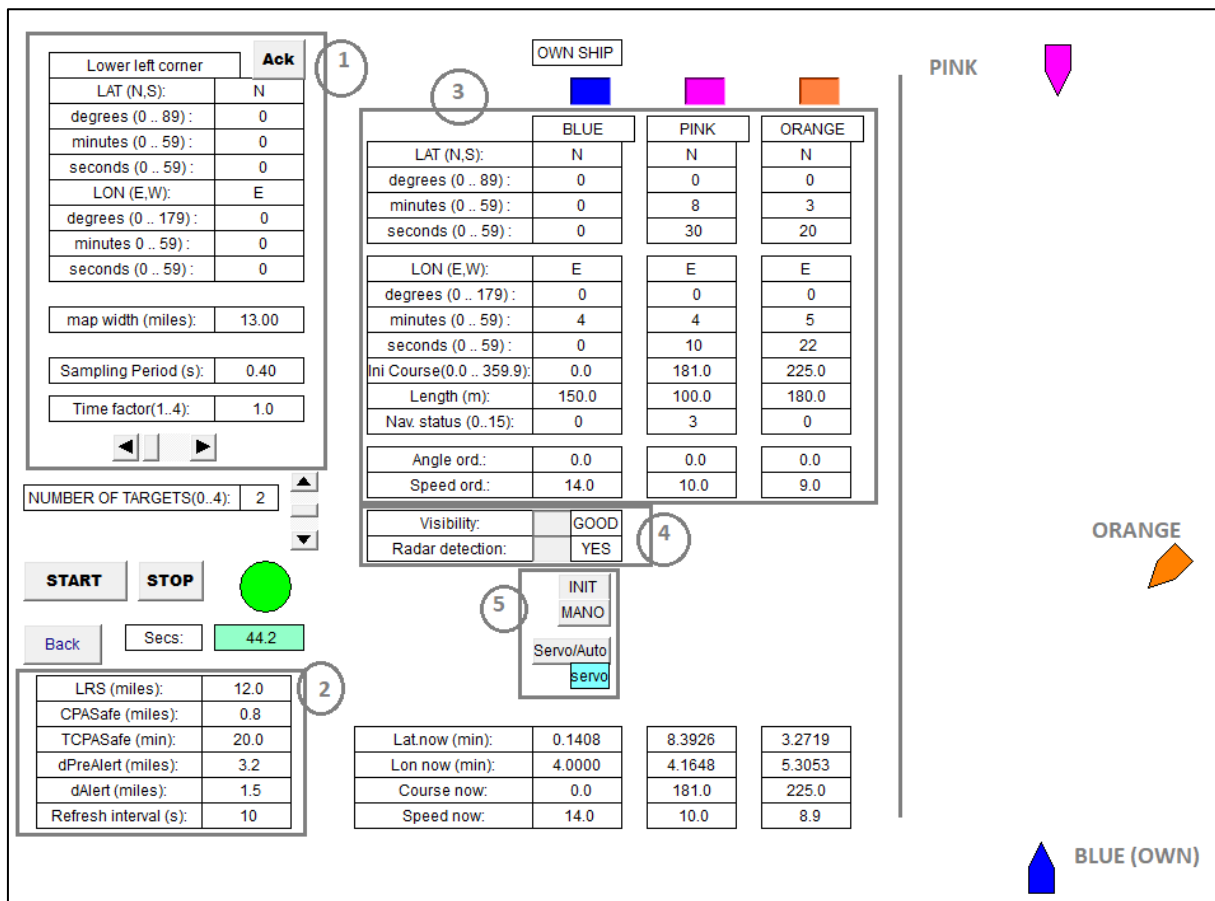 Lower left corner Ack 1
LAT (N,S): N
degrees (0 .. 89) : 0
minutes (0 .. 59) : 0
seconds (0 .. 59) : 0
LON (E,W): E
degrees (0 .. 179) : 0
minutes 0 .. 59) : 0
seconds (0 .. 59) : 0
map width (miles): 13.00
Sampling Period (s): 0.40
Time factor(1..4): 1.0
NUMBER OF TARGETS(0..4): 2
START STOP
Back Secs: 44.2
2
LRS (miles): 12.0
CPASafe (miles): 0.8
TCPASafe (min): 20.0
dPreAlert (miles): 3.2
dAlert (miles): 1.5
Refresh interval (s): 10
OWN SHIP
3
BLUE PINK ORANGE
LAT (N,S): N N N
degrees (0 .. 89) : 0 0 0
minutes (0 .. 59) : 0 8 3
seconds (0 .. 59) : 0 30 20
LON (E,W): E E E
degrees (0 .. 179) : 0 0 0
minutes (0 .. 59) : 4 4 5
seconds (0 .. 59) : 0 10 22
Ini Course(0.0 .. 359.9): 0.0 181.0 225.0
Length (m): 150.0 100.0 180.0
Nav. status (0..15): 0 3 0
Angle ord.: 0.0 0.0 0.0
Speed ord.: 14.0 10.0 9.0
Visibility: GOOD
Radar detection: YES
4
INIT
5
MANO
Servo/Auto
servo
Lat.now (min): 0.1408 8.3926 3.2719
Lon now (min): 4.0000 4.1648 5.3053
Course now: 0.0 181.0 225.0
Speed now: 14.0 10.0 8.9
PINK
ORANGE
BLUE (OWN)